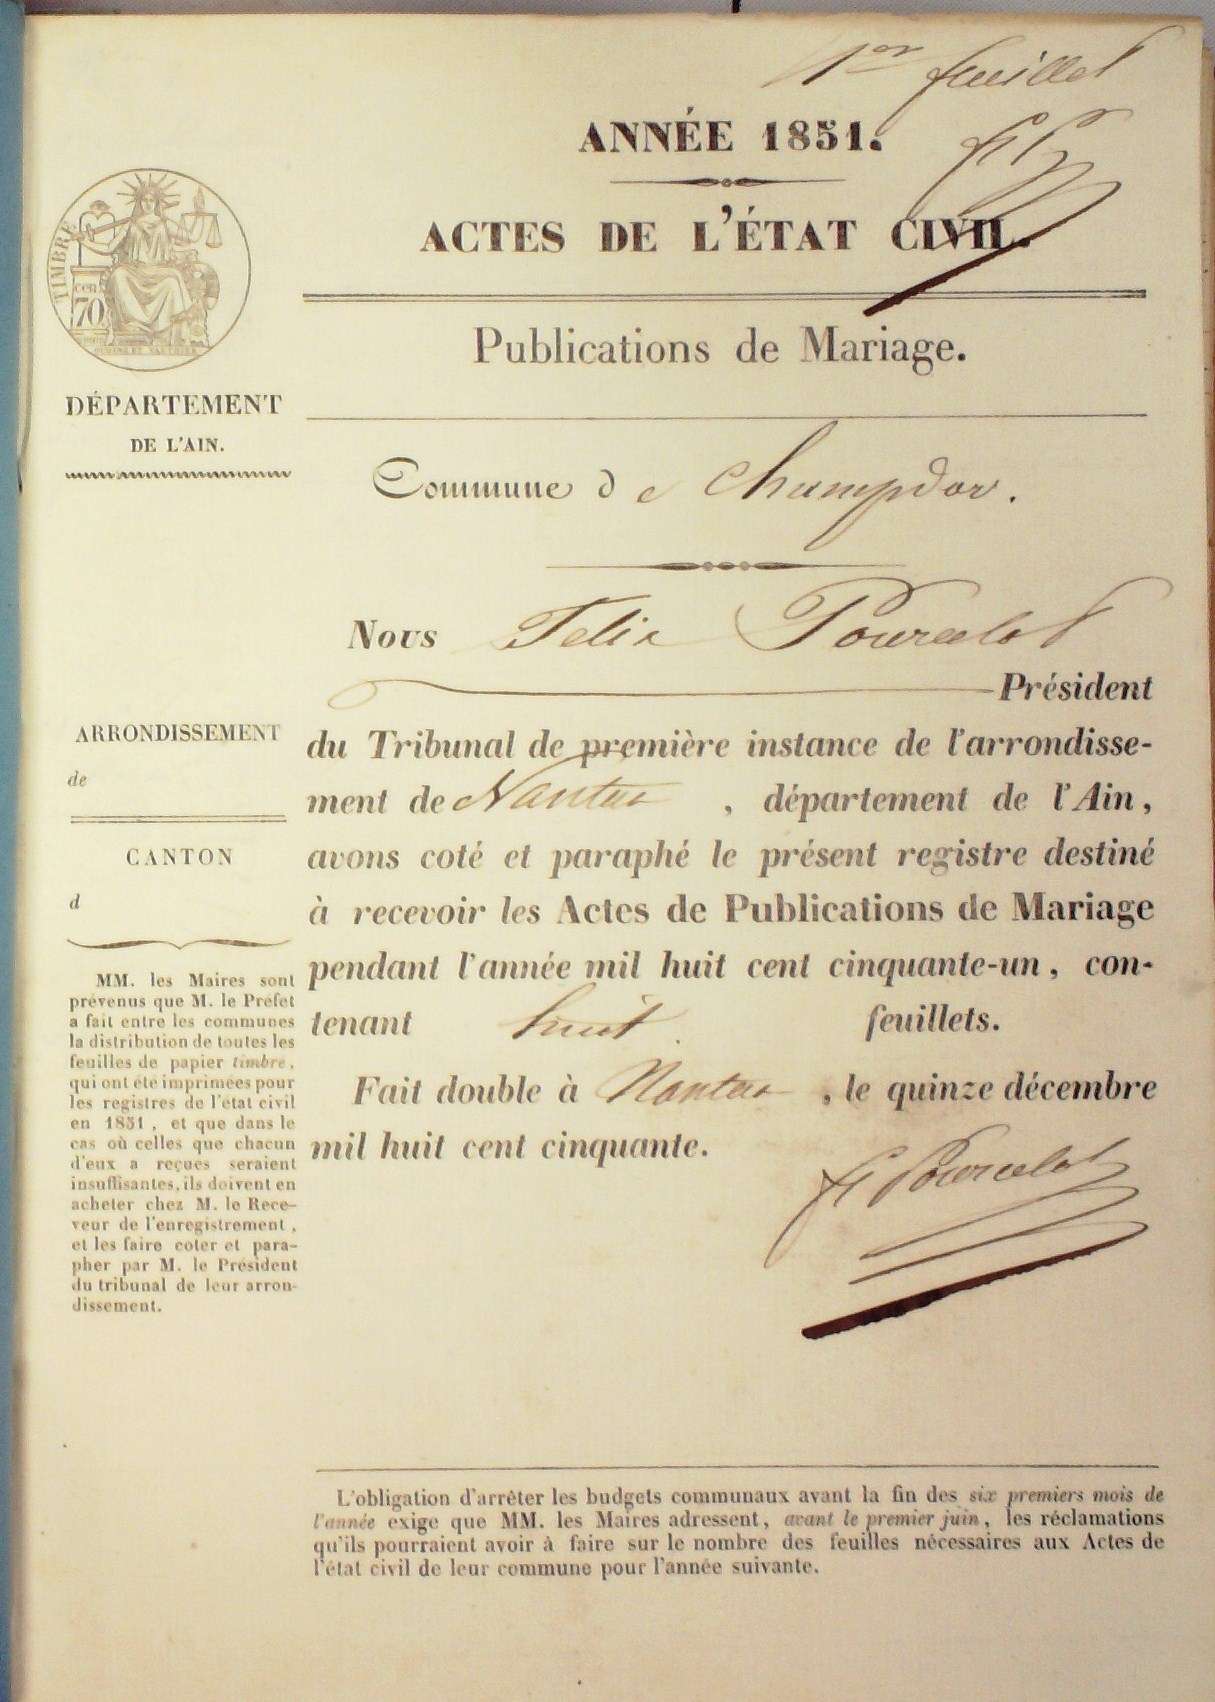 1er feuillet
ANNÉE 1851.
ACTES DE L'ÉTAT CIVIL.
TIMBRE
70
Publications de Mariage.
DÉPARTEMENT
DE L'AIN.
Commune de Champdor.
Nous Felix Pourcelot
Président
du Tribunal de première instance de l'arrondisse-
ment de Nantua, département de l'Ain,
avons coté et paraphé le présent registre destiné
à recevoir les Actes de Publications de Mariage
pendant l'année mil huit cent cinquante-un, con-
tenant huit feuillets.
Fait double à Nantua, le quinze décembre
mil huit cent cinquante.
F Pourcelot
ARRONDISSEMENT
de
CANTON
d
MM. les Maires sont
prévenus que M. le Préfet
a fait entre les communes
la distribution de toutes les
feuilles de papier timbré,
qui ont été imprimées pour
les registres de l'état civil
en 1851, et que dans le
cas où celles que chacun
d'eux a reçues seraient
insuffisantes, ils doivent en
acheter chez M. le Rece-
veur de l'enregistrement,
et les faire coter et para-
pher par M. le Président
du tribunal de leur arron-
dissement.
L'obligation d'arrêter les budgets communaux avant la fin des six premiers mois de
l'année exige que MM. les Maires adressent, avant le premier juin, les réclamations
qu'ils pourraient avoir à faire sur le nombre des feuilles nécessaires aux Actes de
l'état civil de leur commune pour l'année suivante.